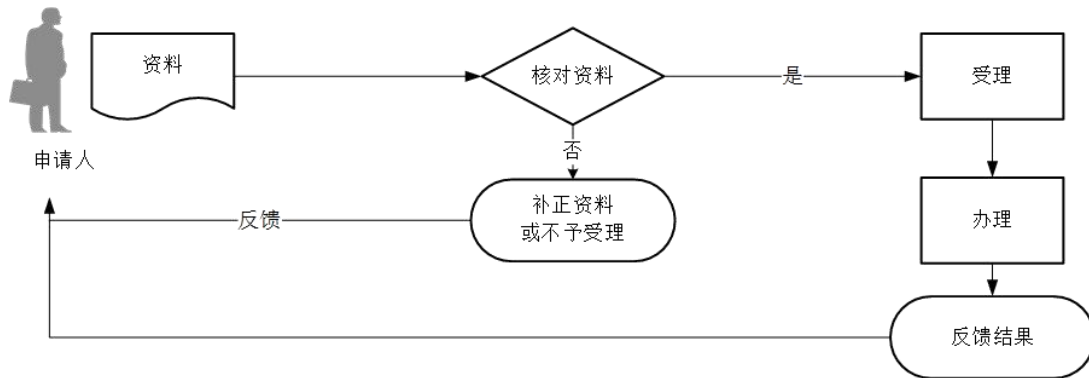 资料
核对资料
是
受理
申请人
否
补正资料
或不予受理
反馈
办理
反馈结果